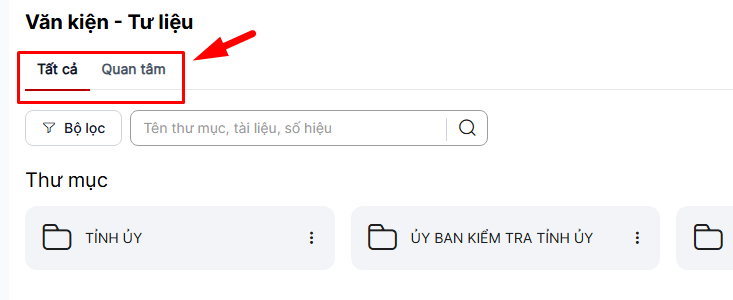 Văn kiện - Tư liệu
Tất cả Quan tâm
Bộ lọc Tên thư mục, tài liệu, số hiệu
Thư mục
TỈNH ỦY ỦY BAN KIỂM TRA TỈNH ỦY